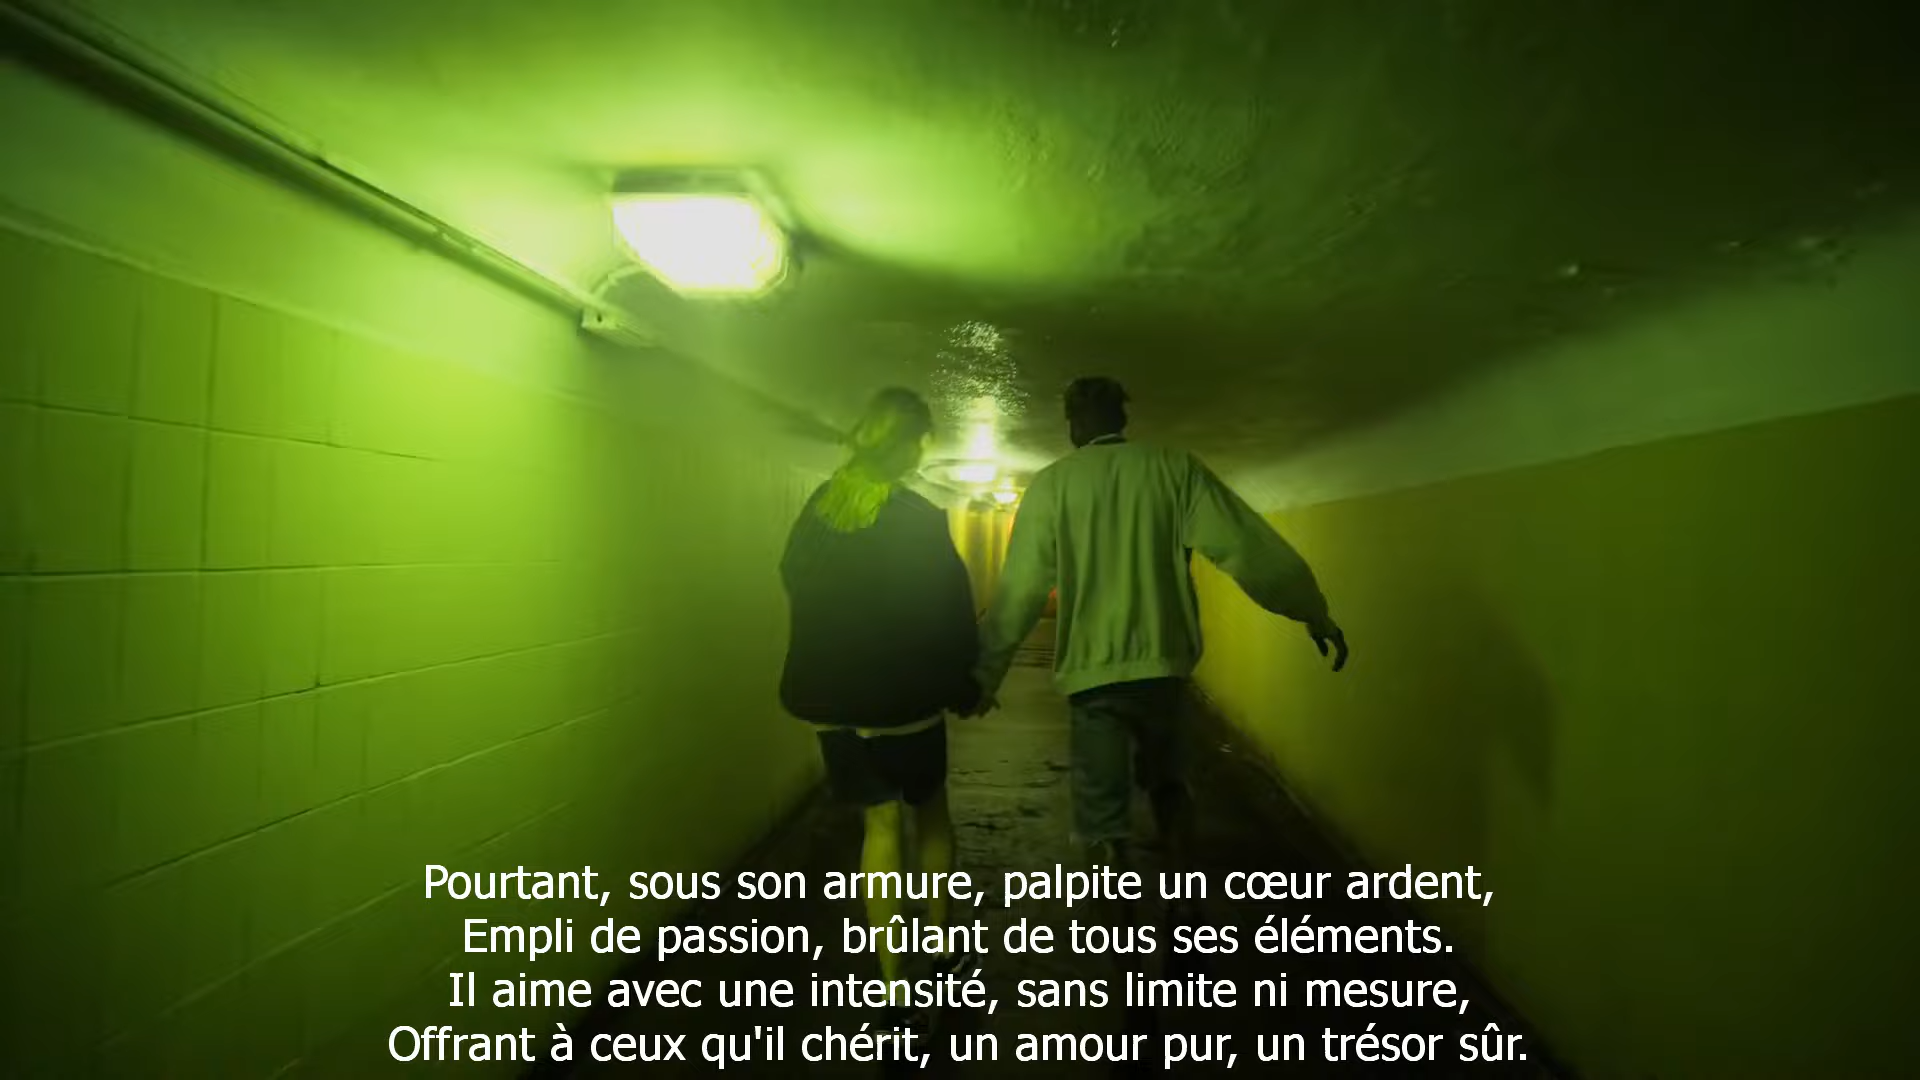 Pourtant, sous son armure, palpite un cœur ardent,
Empli de passion, brûlant de tous ses éléments.
Il aime avec une intensité, sans limite ni mesure,
Offrant à ceux qu'il chérit, un amour pur, un trésor sûr.